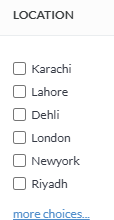 LOCATION
Karachi
Lahore
Dehli
London
Newyork
Riyadh
more choices...